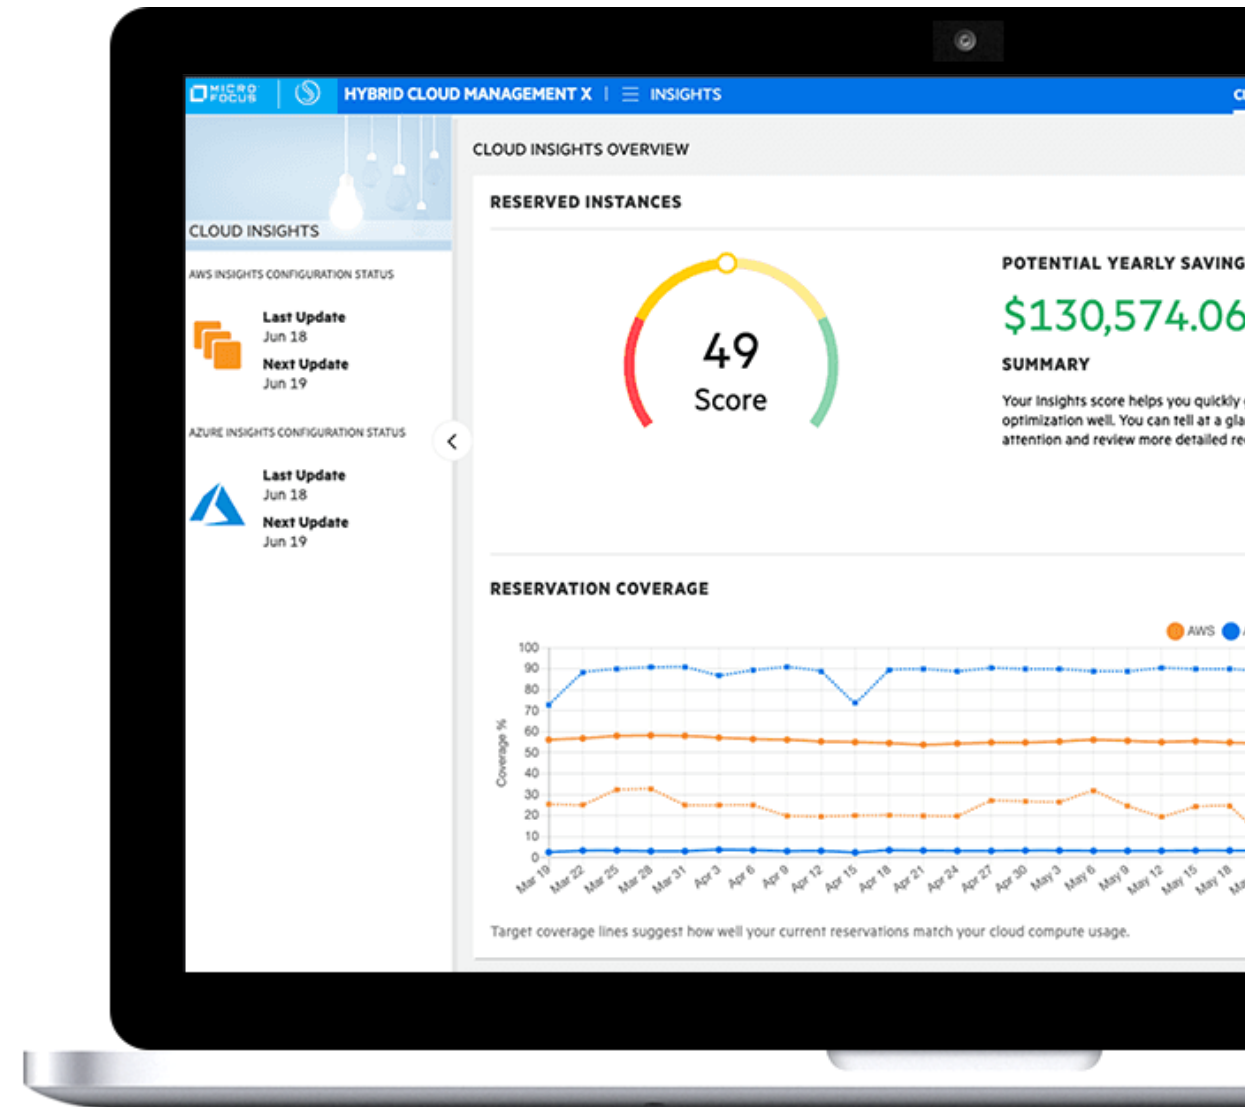 MICRO FOCUS
HYBRID CLOUD MANAGEMENT X | INSIGHTS
CLOUD INSIGHTS
AWS INSIGHTS CONFIGURATION STATUS
Last Update
Jun 18
Next Update
Jun 19
AZURE INSIGHTS CONFIGURATION STATUS
Last Update
Jun 18
Next Update
Jun 19
CLOUD INSIGHTS OVERVIEW
RESERVED INSTANCES
49
Score
POTENTIAL YEARLY SAVING
$130,574.06
SUMMARY
Your Insights score helps you quickly
optimization well. You can tell at a
attention and review more detailed
RESERVATION COVERAGE
AWS
Coverage %
100
90
80
70
60
50
40
30
20
10
0
Mar 19 Mar 22 Mar 25 Mar 28 Mar 31 Apr 3 Apr 6 Apr 9 Apr 12 Apr 15 Apr 18 Apr 21 Apr 24 Apr 27 Apr 30 May 3 May 6 May 9 May 12 May 15 May 18
Target coverage lines suggest how well your current reservations match your cloud compute usage.